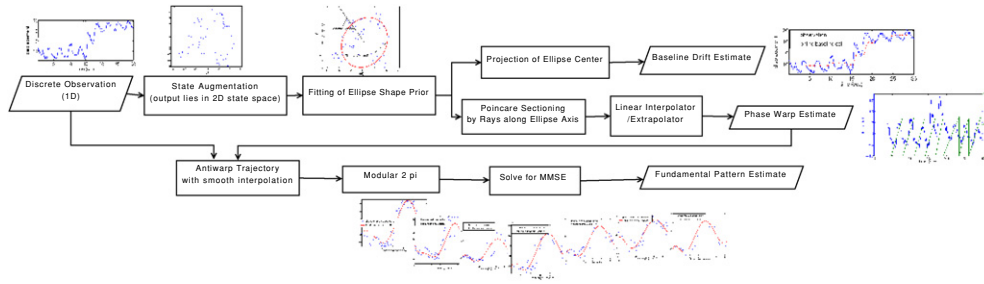 Discrete Observation
(1D)
State Augmentation
(output lies in 2D state space)
Fitting of Ellipse Shape Prior
Projection of Ellipse Center
Baseline Drift Estimate
Poincare Sectioning
by Rays along Ellipse Axis
Linear Interpolator
/Extrapolator
Phase Warp Estimate
Antiwarp Trajectory
with smooth interpolation
Modular 2 pi
Solve for MMSE
Fundamental Pattern Estimate